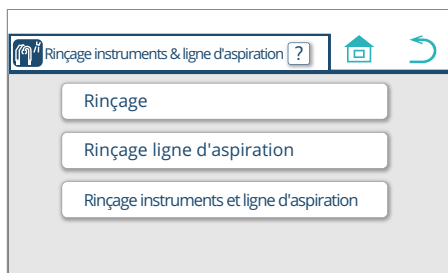 Rinçage instruments & ligne d'aspiration ?
Rinçage
Rinçage ligne d'aspiration
Rinçage instruments et ligne d'aspiration